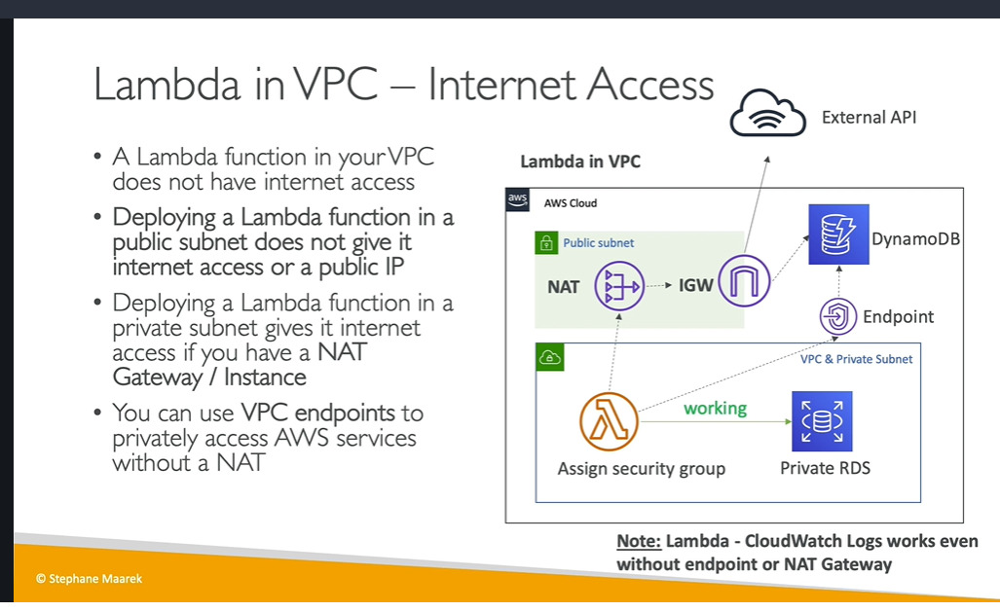 Lambda in VPC – Internet Access
• A Lambda function in your VPC
does not have internet access
• Deploying a Lambda function in a
public subnet does not give it
internet access or a public IP
• Deploying a Lambda function in a
private subnet gives it internet
access if you have a NAT
Gateway / Instance
• You can use VPC endpoints to
privately access AWS services
without a NAT
External API
Lambda in VPC
aws
AWS Cloud
Public subnet
NAT
IGW
DynamoDB
Endpoint
VPC & Private Subnet
working
Assign security group
Private RDS
Note: Lambda - CloudWatch Logs works even
without endpoint or NAT Gateway
© Stephane Maarek